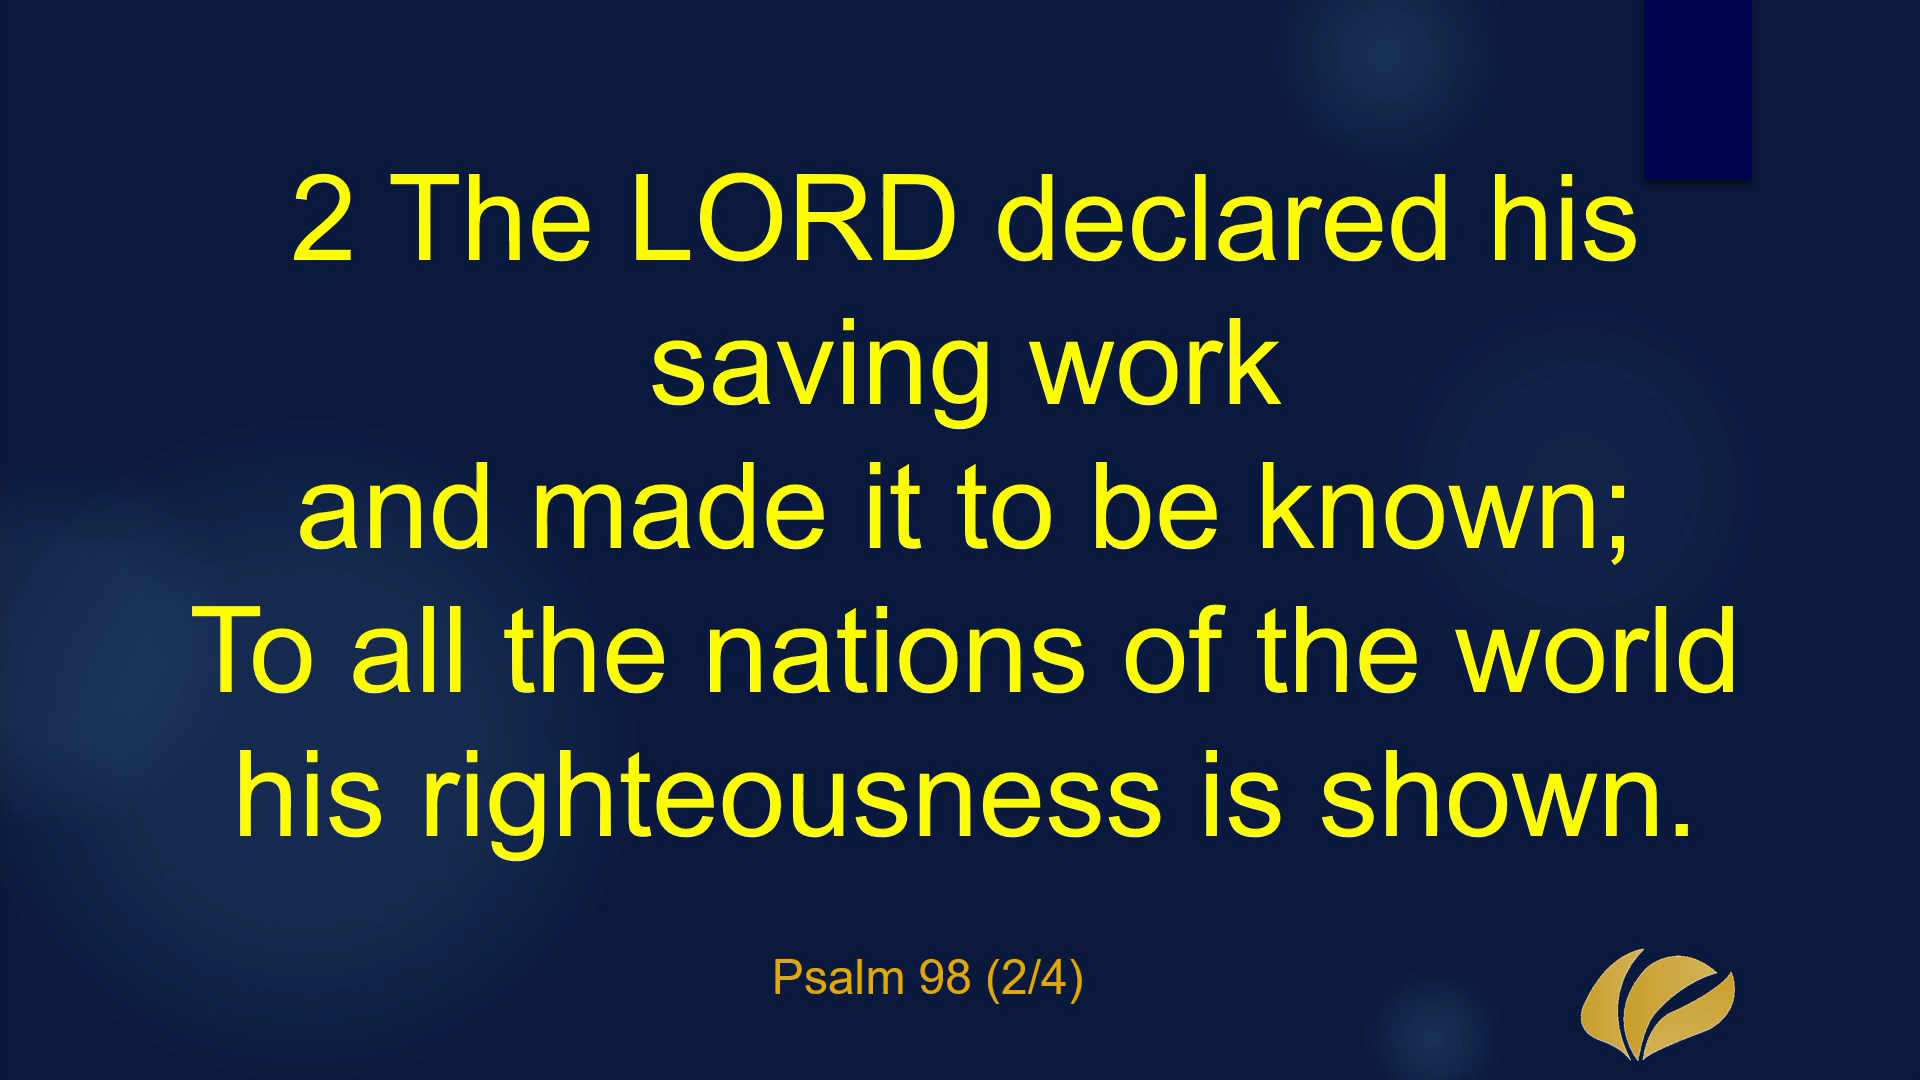 2 The LORD declared his
saving work
and made it to be known;
To all the nations of the world
his righteousness is shown.
Psalm 98 (2/4)